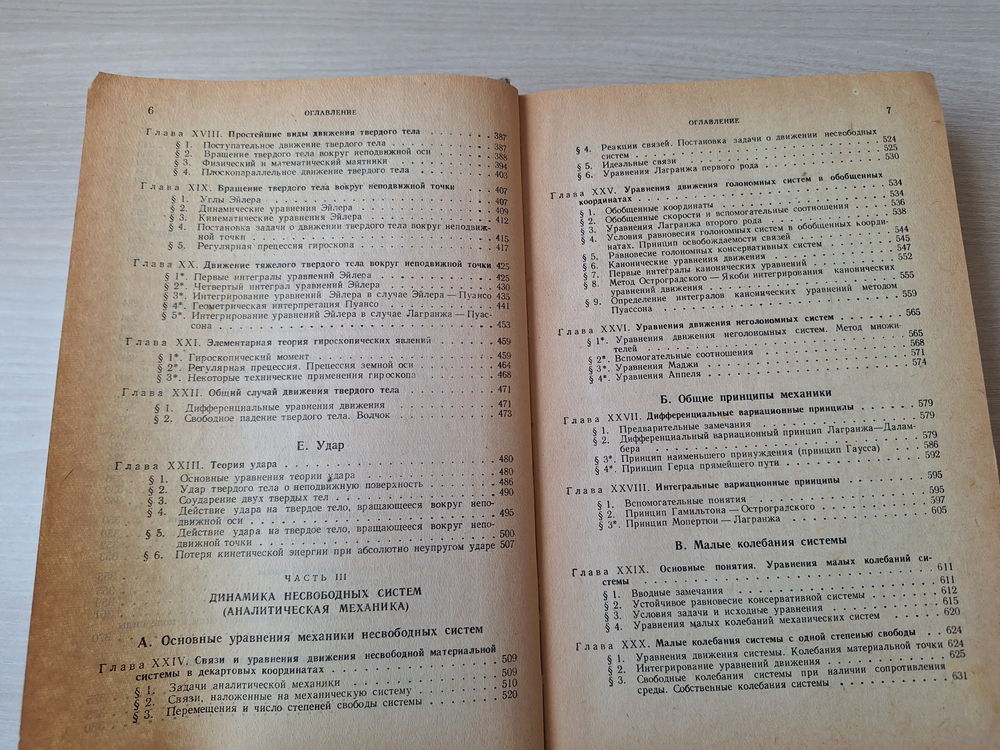 6
ОГЛАВЛЕНИЕ
Глава XVIII. Простейшие виды движения твердого тела . . . . . . . 387
§ 1. Поступательное движение твердого тела . . . . . . . . 387
§ 2. Вращение твердого тела вокруг неподвижной оси . . . . . 388
§ 3. Физический и математический маятники . . . . . . . . 394
§ 4. Плоскопараллельное движение твердого тела . . . . . . 403
Глава XIX. Вращение твердого тела вокруг неподвижной точки . . . . 407
§ 1. Углы Эйлера . . . . . . . . . . . . . . . . . 407
§ 2. Динамические уравнения Эйлера . . . . . . . . . . 409
§ 3. Кинематические уравнения Эйлера . . . . . . . . . 412
§ 4. Постановка задачи о движении твердого тела вокруг неподвиж-
ной точки . . . . . . . . . . . . . . . . . . 415
§ 5. Регулярная прецессия гироскопа . . . . . . . . . . 417
Глава XX. Движение тяжелого твердого тела вокруг неподвижной точки 425
§ 1*. Первые интегралы уравнений Эйлера . . . . . . . . 425
§ 2*. Четвертый интеграл уравнений Эйлера . . . . . . . . 430
§ 3*. Интегрирование уравнений Эйлера в случае Эйлера — Пуансо 435
§ 4*. Геометрическая интерпретация Пуансо . . . . . . . . 441
§ 5*. Интегрирование уравнений Эйлера в случае Лагранжа — Пуас-
сона . . . . . . . . . . . . . . . . . . . . 453
Глава XXI. Элементарная теория гироскопических явлений . . . . . 459
§ 1*. Гироскопический момент . . . . . . . . . . . . 459
§ 2*. Регулярная прецессия. Прецессия земной оси . . . . . . 464
§ 3*. Некоторые технические применения гироскопа . . . . . 468
Глава XXII. Общий случай движения твердого тела . . . . . . . 471
§ 1. Дифференциальные уравнения движения . . . . . . . 471
§ 2. Свободное падение твердого тела. Волчок . . . . . . . 473
Е. Удар
Глава XXIII. Теория удара . . . . . . . . . . . . . . . 480
§ 1. Основные уравнения теории удара . . . . . . . . . 480
§ 2. Удар твердого тела о неподвижную поверхность . . . . . 486
§ 3. Соударение двух твердых тел . . . . . . . . . . . 490
§ 4. Действие удара на твердое тело, вращающееся вокруг непо-
движной оси . . . . . . . . . . . . . . . . . 495
§ 5. Действие удара на твердое тело, вращающееся вокруг непо-
движной точки . . . . . . . . . . . . . . . . 500
§ 6. Потеря кинетической энергии при абсолютно неупругом ударе 507
ЧАСТЬ III
ДИНАМИКА НЕСВОБОДНЫХ СИСТЕМ
(АНАЛИТИЧЕСКАЯ МЕХАНИКА)
А. Основные уравнения механики несвободных систем
Глава XXIV. Связи и уравнения движения несвободной материальной
системы в декартовых координатах . . . . . . . . . . . 509
§ 1. Задачи аналитической механики . . . . . . . . . . 509
§ 2. Связи, наложенные на механическую систему . . . . . . 510
§ 3. Перемещения и число степеней свободы системы . . . . . 520
7
ОГЛАВЛЕНИЕ
§ 4. Реакции связей. Постановка задачи о движении несвободных
систем . . . . . . . . . . . . . . . . . . . 524
§ 5. Идеальные связи . . . . . . . . . . . . . . . 525
§ 6. Уравнения Лагранжа первого рода . . . . . . . . . 530
Глава XXV. Уравнения движения голономных систем в обобщенных
координатах . . . . . . . . . . . . . . . . . . . 534
§ 1. Обобщенные координаты . . . . . . . . . . . . 534
§ 2. Обобщенные скорости и вспомогательные соотношения . . . 536
§ 3. Уравнения Лагранжа второго рода . . . . . . . . . 538
§ 4. Условия равновесия голономных систем в обобщенных коорди-
натах. Принцип освобождаемости связей . . . . . . . 544
§ 5. Равновесие голономных консервативных систем . . . . . 545
§ 6. Канонические уравнения движения . . . . . . . . . 547
§ 7. Первые интегралы канонических уравнений . . . . . . 552
§ 8. Метод Остроградского — Якоби интегрирования канонических
уравнений движения . . . . . . . . . . . . . . 555
§ 9. Определение интегралов канонических уравнений методом
Пуассона . . . . . . . . . . . . . . . . . . 559
Глава XXVI. Уравнения движения неголономных систем . . . . . 565
§ 1*. Уравнения движения неголономных систем. Метод множи-
телей . . . . . . . . . . . . . . . . . . . 565
§ 2*. Вспомогательные соотношения . . . . . . . . . . 568
§ 3*. Уравнения Маджи . . . . . . . . . . . . . . 571
§ 4*. Уравнения Аппеля . . . . . . . . . . . . . . 574
Б. Общие принципы механики
Глава XXVII. Дифференциальные вариационные принципы . . . . . 579
§ 1. Предварительные замечания . . . . . . . . . . . 579
§ 2. Дифференциальный вариационный принцип Лагранжа—Далам-
бера . . . . . . . . . . . . . . . . . . . . 579
§ 3*. Принцип наименьшего принуждения (принцип Гаусса) . . . 586
§ 4*. Принцип Герца прямейшего пути . . . . . . . . . 592
Глава XXVIII. Интегральные вариационные принципы . . . . . . 595
§ 1. Вспомогательные понятия . . . . . . . . . . . . 595
§ 2. Принцип Гамильтона — Остроградского . . . . . . . . 597
§ 3*. Принцип Мопертюи — Лагранжа . . . . . . . . . . 605
В. Малые колебания системы
Глава XXIX. Основные понятия. Уравнения малых колебаний си-
стемы . . . . . . . . . . . . . . . . . . . . . 611
§ 1. Вводные замечания . . . . . . . . . . . . . . 611
§ 2. Устойчивое равновесие консервативной системы . . . . . 612
§ 3. Условия задачи и исходные уравнения . . . . . . . . 615
§ 4. Уравнения малых колебаний механических систем . . . . 620
Глава XXX. Малые колебания системы с одной степенью свободы . . 624
§ 1. Уравнения движения системы. Колебания материальной точки 624
§ 2. Интегрирование уравнений движения . . . . . . . . 625
§ 3. Свободные колебания системы при наличии сопротивления
среды. Собственные колебания системы . . . . . . . 631